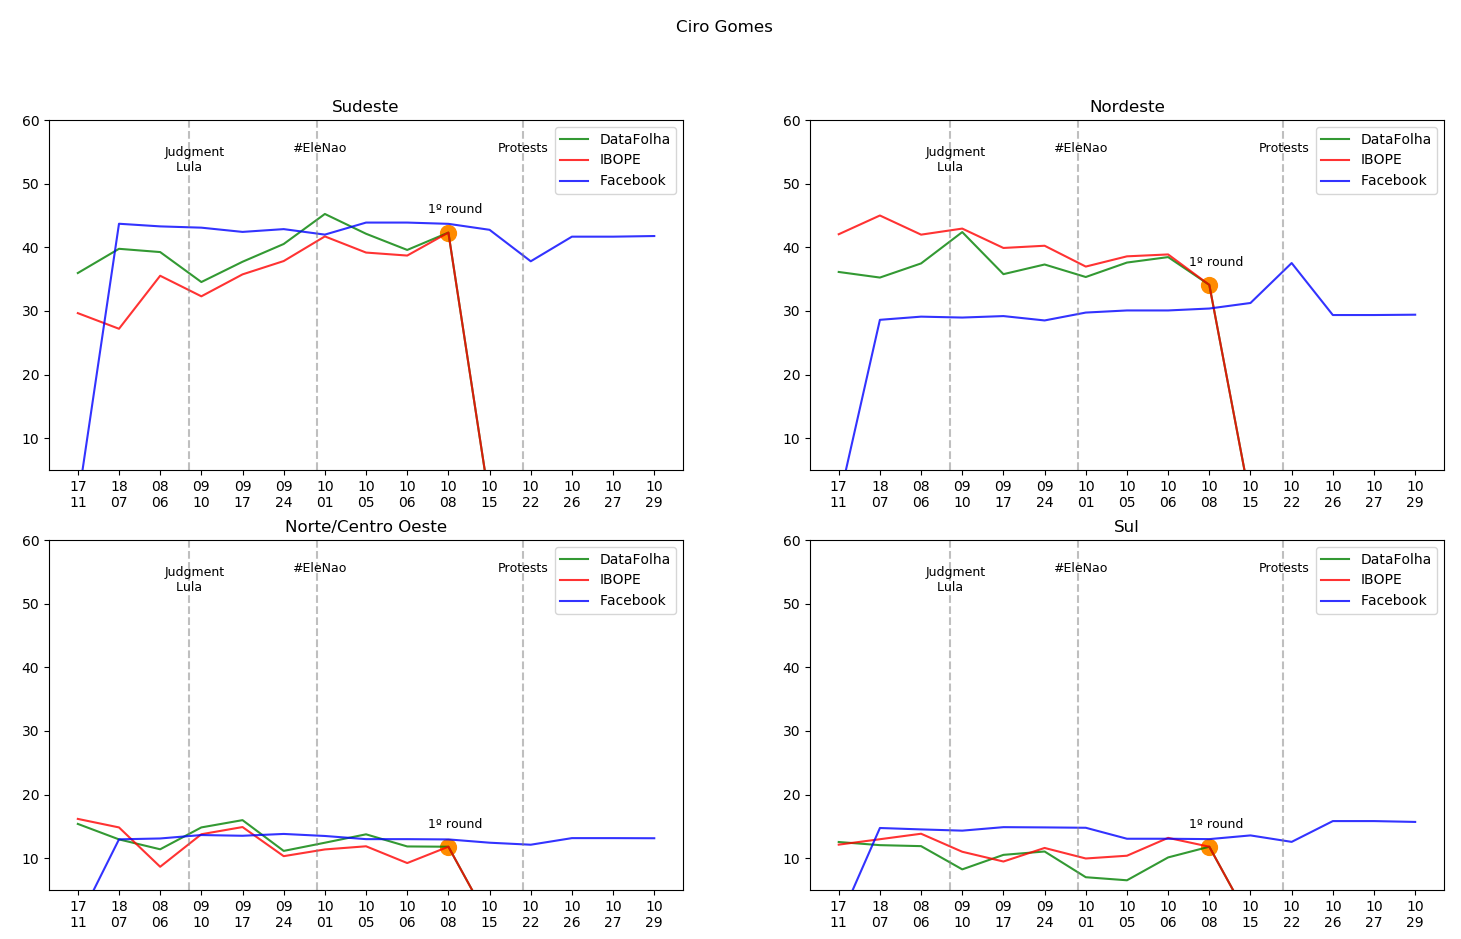 Ciro Gomes
Sudeste
60
50
40
30
20
10
Judgment
Lula
#EleNao
Protests
1º round
DataFolha
IBOPE
Facebook
17 18 08 09 09 09 10 10 10 10 10 10 10 10 10
11 07 06 10 17 24 01 05 06 08 15 22 26 27 29
Nordeste
60
50
40
30
20
10
Judgment
Lula
#EleNao
Protests
1º round
DataFolha
IBOPE
Facebook
17 18 08 09 09 09 10 10 10 10 10 10 10 10 10
11 07 06 10 17 24 01 05 06 08 15 22 26 27 29
Norte/Centro Oeste
60
50
40
30
20
10
Judgment
Lula
#EleNao
Protests
1º round
DataFolha
IBOPE
Facebook
17 18 08 09 09 09 10 10 10 10 10 10 10 10 10
11 07 06 10 17 24 01 05 06 08 15 22 26 27 29
Sul
60
50
40
30
20
10
Judgment
Lula
#EleNao
Protests
1º round
DataFolha
IBOPE
Facebook
17 18 08 09 09 09 10 10 10 10 10 10 10 10 10
11 07 06 10 17 24 01 05 06 08 15 22 26 27 29